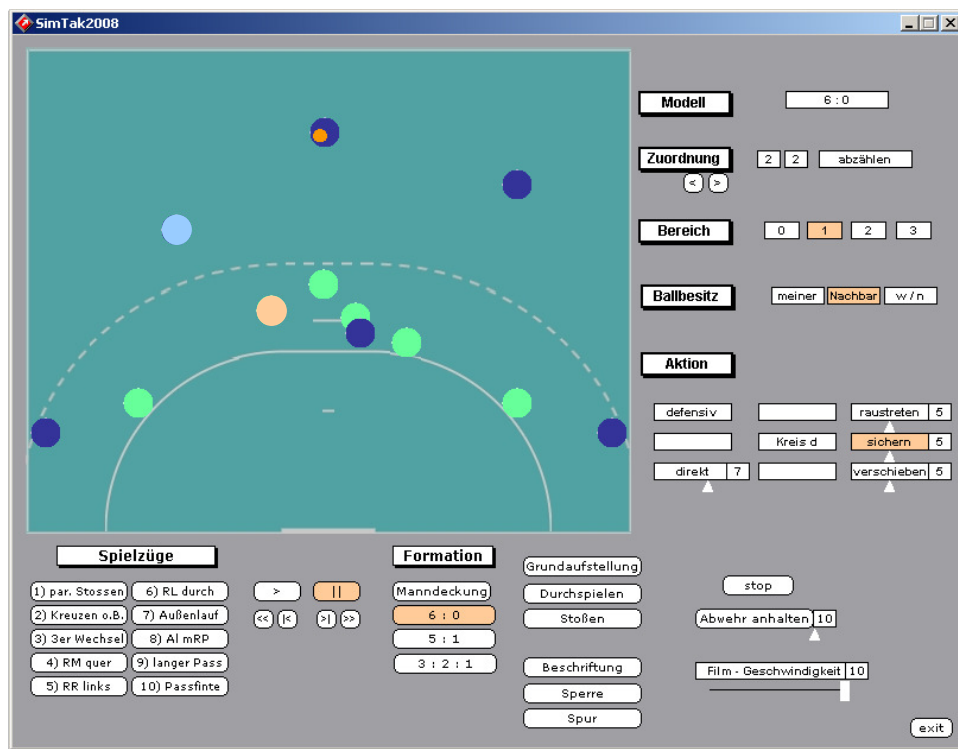 SimTak2008
Modell
6 : 0
Zuordnung
2 2 abzählen
< >
Bereich
0 1 2 3
Ballbesitz
meiner Nachbar w / n
Aktion
defensiv raustreten 5
Kreis d sichern 5
direkt 7 verschieben 5
Spielzüge
1) par. Stossen 6) RL durch
2) Kreuzen o.B. 7) Außenlauf
3) 3er Wechsel 8) Al mRP
4) RM quer 9) langer Pass
5) RR links 10) Passfinte
> ||
<< |< >| >>
Formation
Manndeckung
6 : 0
5 : 1
3 : 2 : 1
Grundaufstellung
Durchspielen
Stoßen
Beschriftung
Sperre
Spur
stop
Abwehr anhalten 10
Film - Geschwindigkeit 10
exit